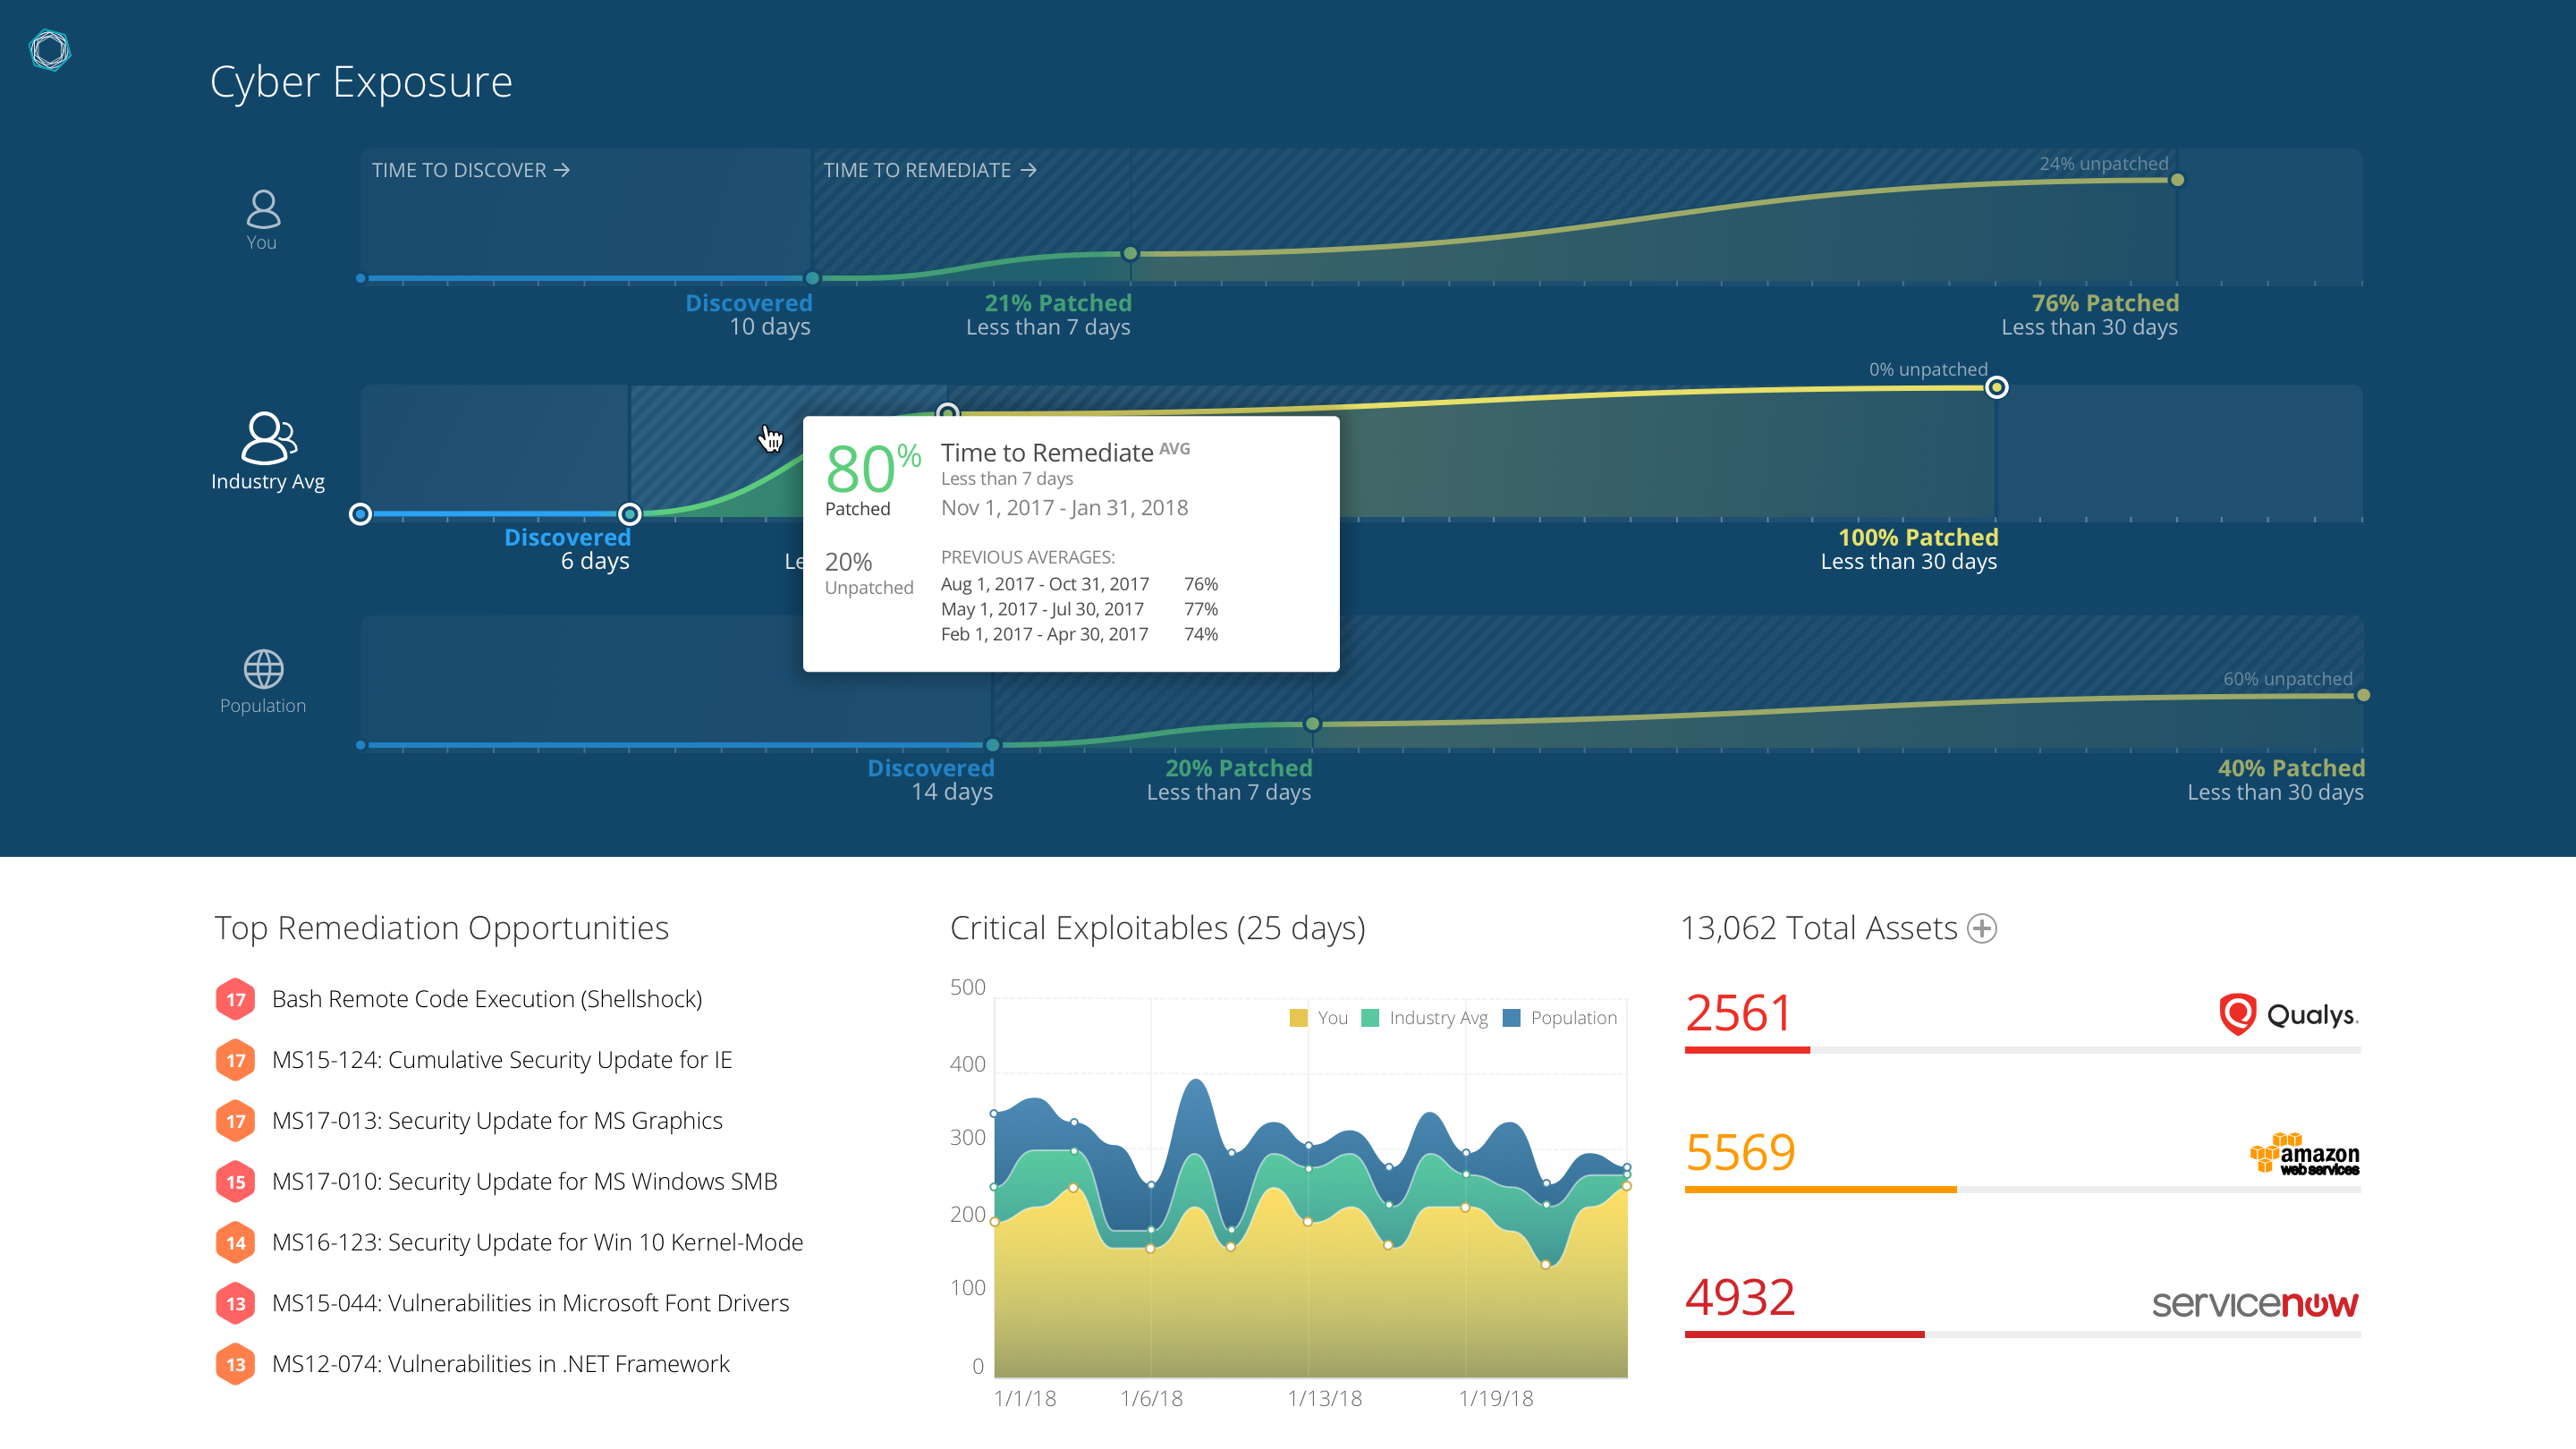 Cyber Exposure
TIME TO DISCOVER →
TIME TO REMEDIATE →
24% unpatched
You
Discovered
10 days
21% Patched
Less than 7 days
76% Patched
Less than 30 days
0% unpatched
Industry Avg
Discovered
6 days
Le
100% Patched
Less than 30 days
80%
Patched
20%
Unpatched
Time to Remediate AVG
Less than 7 days
Nov 1, 2017 - Jan 31, 2018
PREVIOUS AVERAGES:
Aug 1, 2017 - Oct 31, 2017 76%
May 1, 2017 - Jul 30, 2017 77%
Feb 1, 2017 - Apr 30, 2017 74%
60% unpatched
Population
Discovered
14 days
20% Patched
Less than 7 days
40% Patched
Less than 30 days
Top Remediation Opportunities
17 Bash Remote Code Execution (Shellshock)
17 MS15-124: Cumulative Security Update for IE
17 MS17-013: Security Update for MS Graphics
15 MS17-010: Security Update for MS Windows SMB
14 MS16-123: Security Update for Win 10 Kernel-Mode
13 MS15-044: Vulnerabilities in Microsoft Font Drivers
13 MS12-074: Vulnerabilities in .NET Framework
Critical Exploitables (25 days)
You Industry Avg Population
500
400
300
200
100
0
1/1/18 1/6/18 1/13/18 1/19/18
13,062 Total Assets
2561
Qualys.
5569
amazon
web services
4932
servicenow